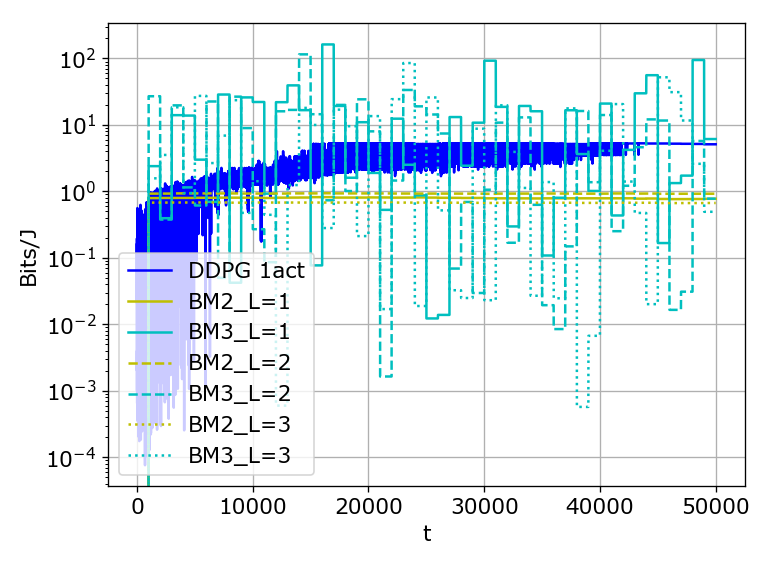 10²
10¹
10⁰
10⁻¹
10⁻²
10⁻³
10⁻⁴
Bits/J
DDPG 1act
BM2_L=1
BM3_L=1
BM2_L=2
BM3_L=2
BM2_L=3
BM3_L=3
0 10000 20000 30000 40000 50000
t